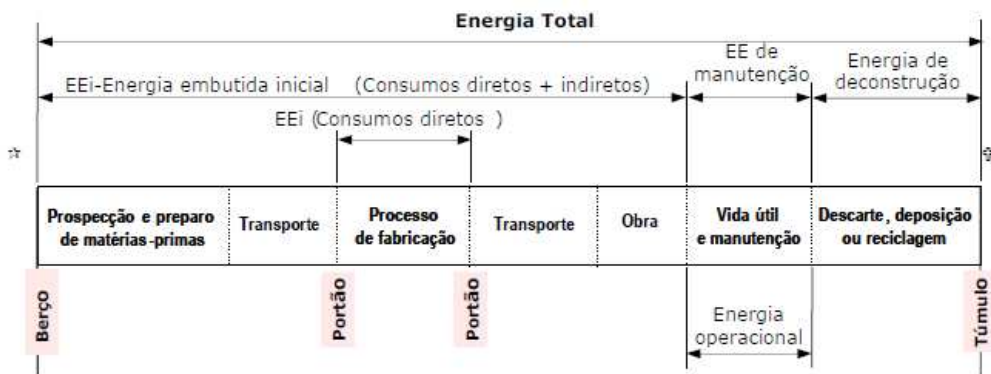 Energia Total
EE de
manutenção
Energia de
deconstrução
EEi-Energia embutida inicial (Consumos diretos + indiretos)
EEi (Consumos diretos )
Prospecção e preparo
de matérias-primas
Transporte
Processo
de fabricação
Transporte
Obra
Vida útil
e manutenção
Descarte, deposição
ou reciclagem
Berço
Portão
Portão
Energia
operacional
Túmulo